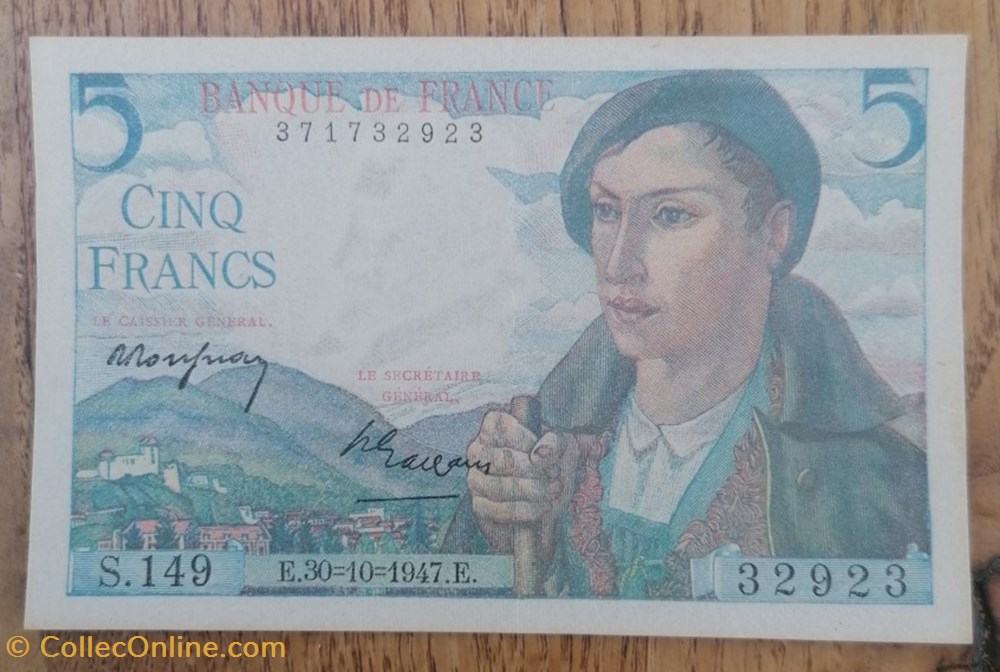 5 BANQUE DE FRANCE 5
371732923
CINQ
FRANCS
LE CAISSIER GÉNÉRAL,
LE SECRÉTAIRE
GÉNÉRAL,
S.149 E.30=10=1947.E. 32923
© CollecOnline.com